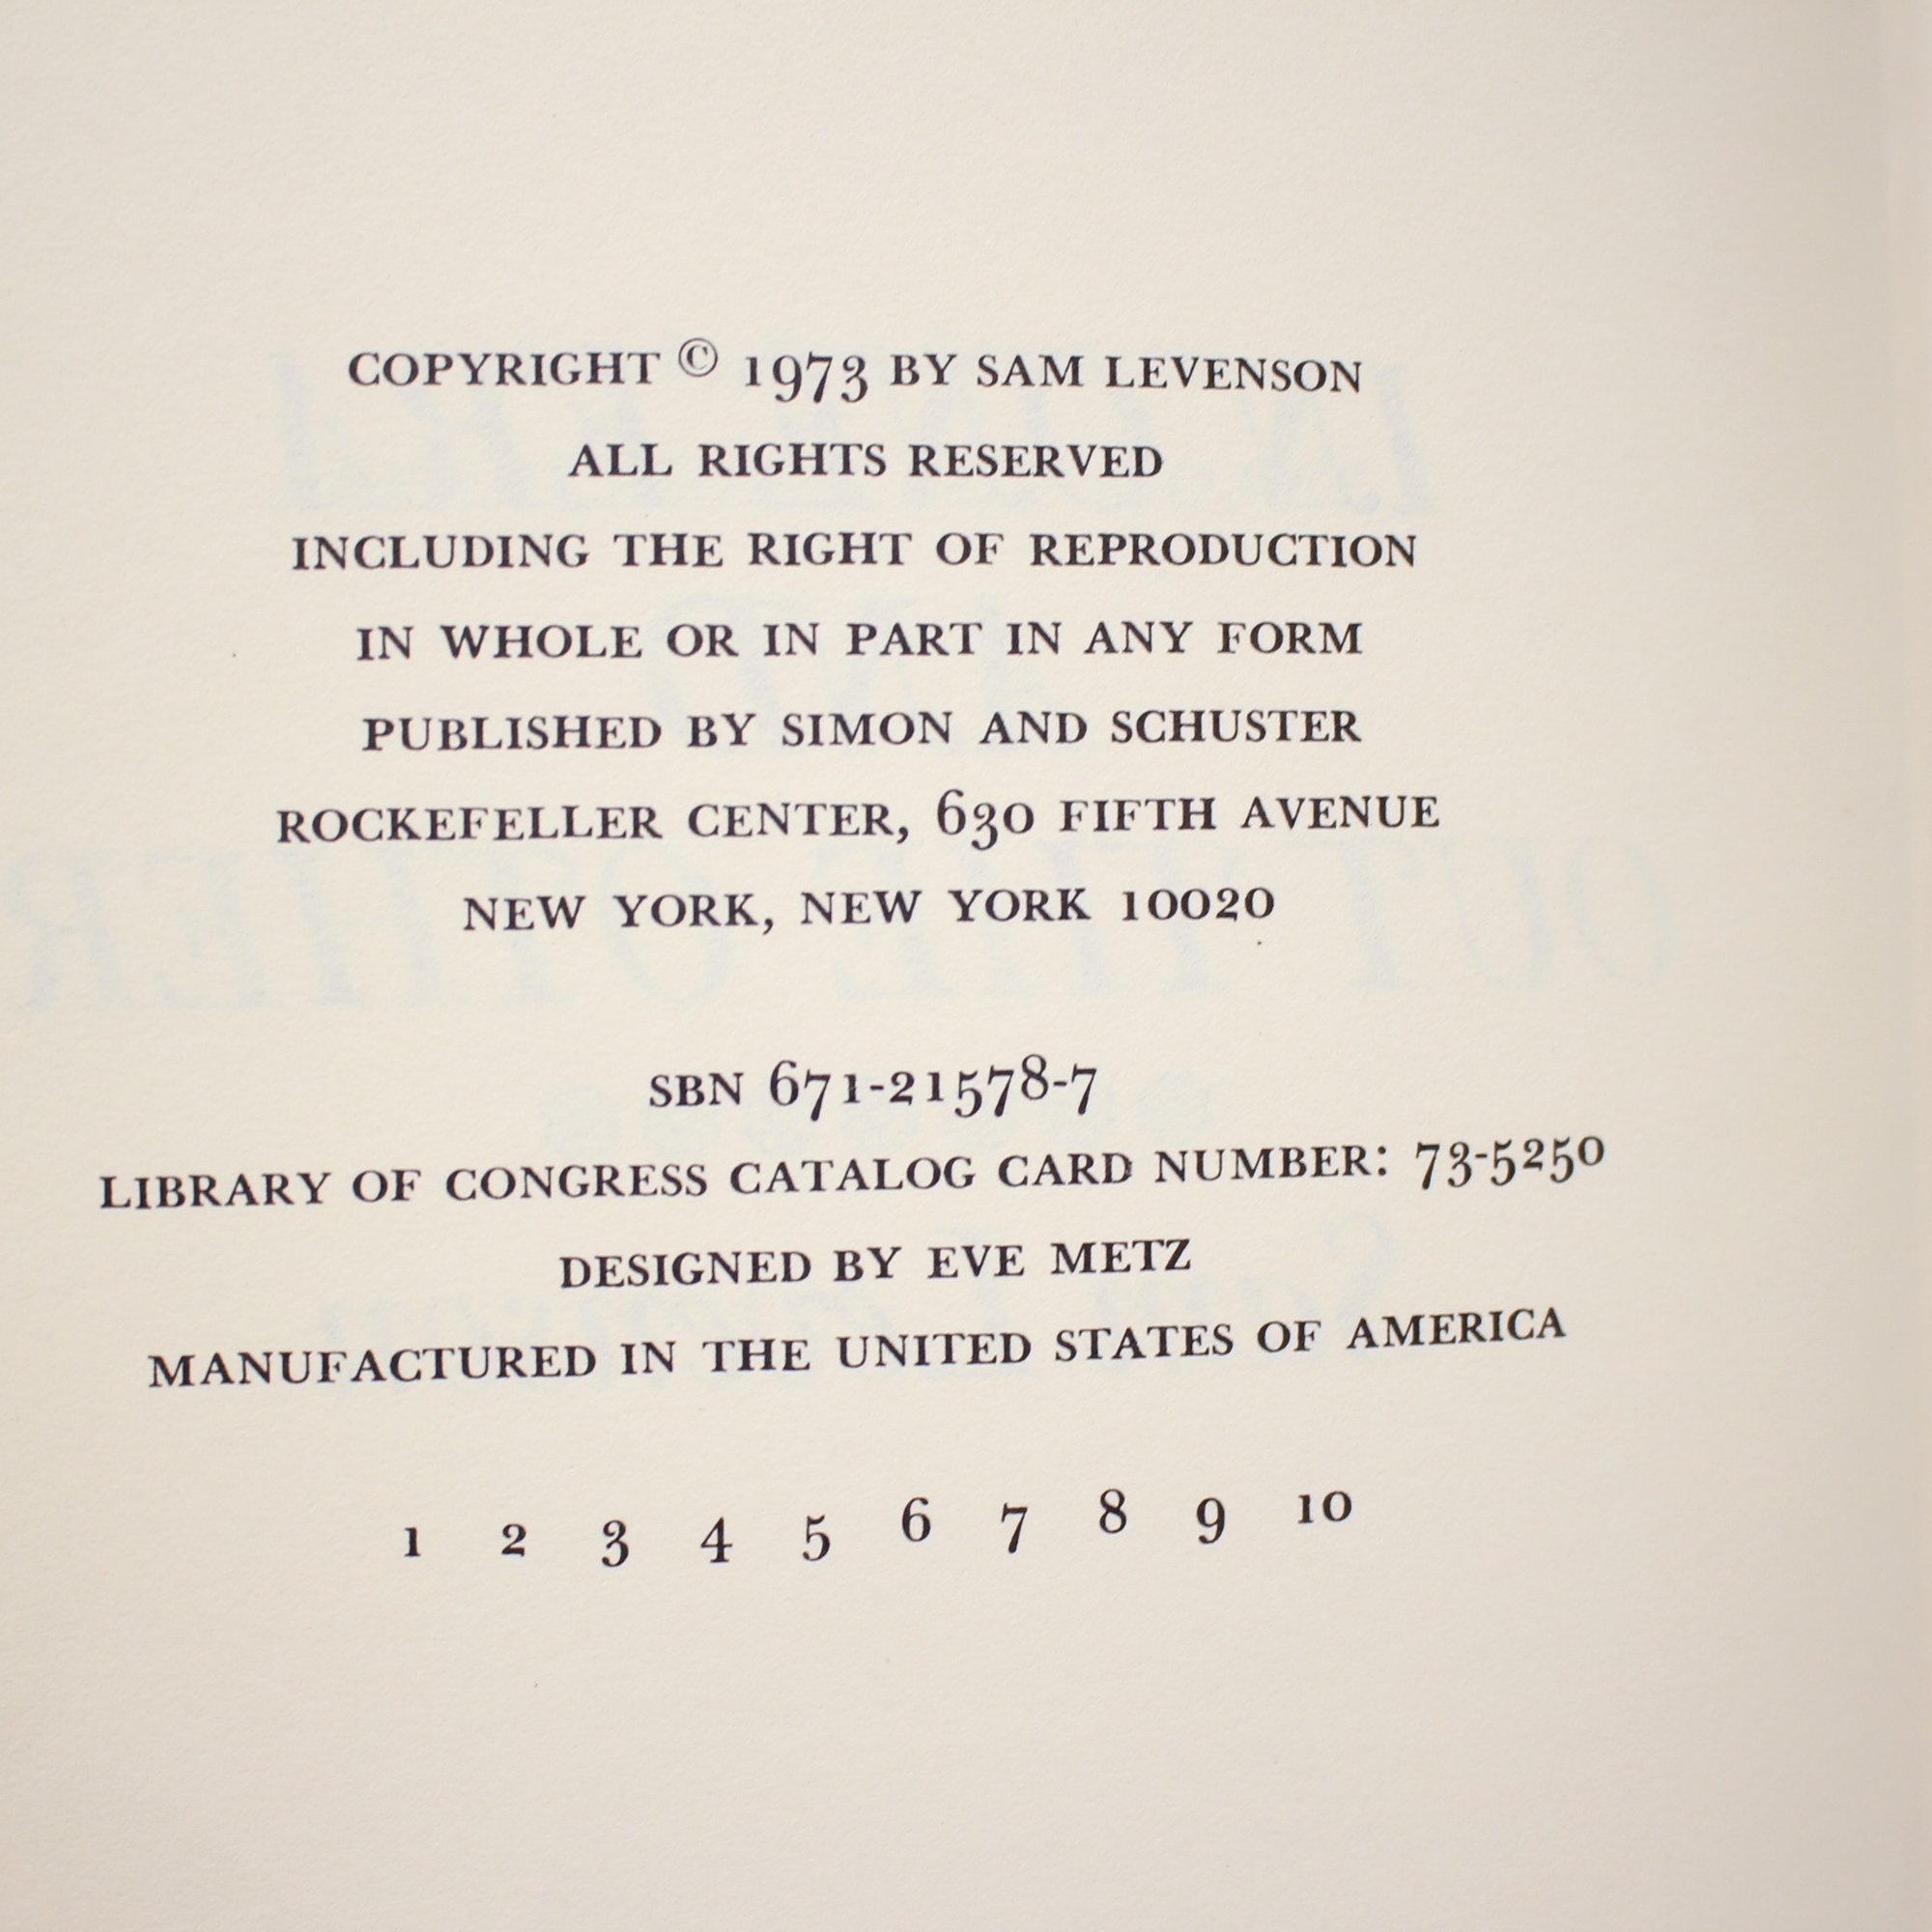 COPYRIGHT © 1973 BY SAM LEVENSON
ALL RIGHTS RESERVED
INCLUDING THE RIGHT OF REPRODUCTION
IN WHOLE OR IN PART IN ANY FORM
PUBLISHED BY SIMON AND SCHUSTER
ROCKEFELLER CENTER, 630 FIFTH AVENUE
NEW YORK, NEW YORK 10020
SBN 671-21578-7
LIBRARY OF CONGRESS CATALOG CARD NUMBER: 73-5250
DESIGNED BY EVE METZ
MANUFACTURED IN THE UNITED STATES OF AMERICA
1 2 3 4 5 6 7 8 9 10